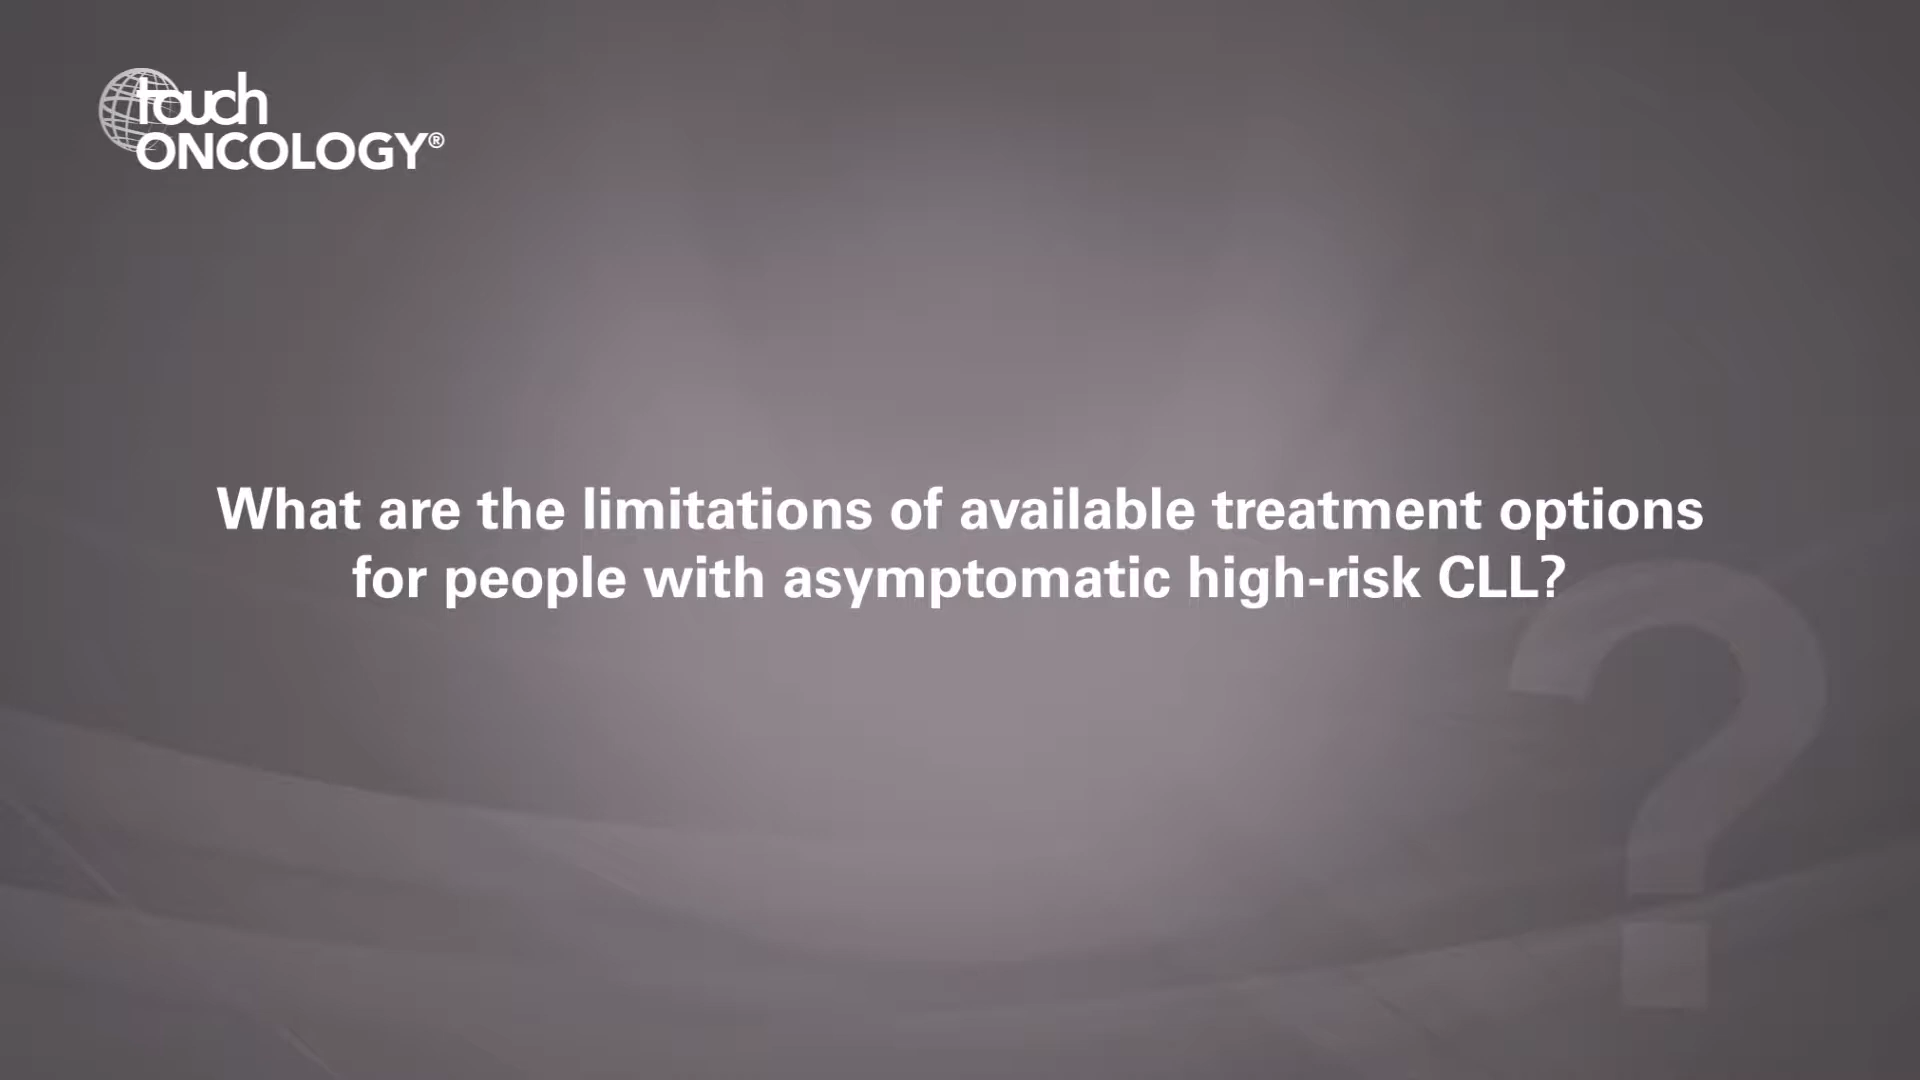 touch
ONCOLOGY®
What are the limitations of available treatment options
for people with asymptomatic high-risk CLL?
?